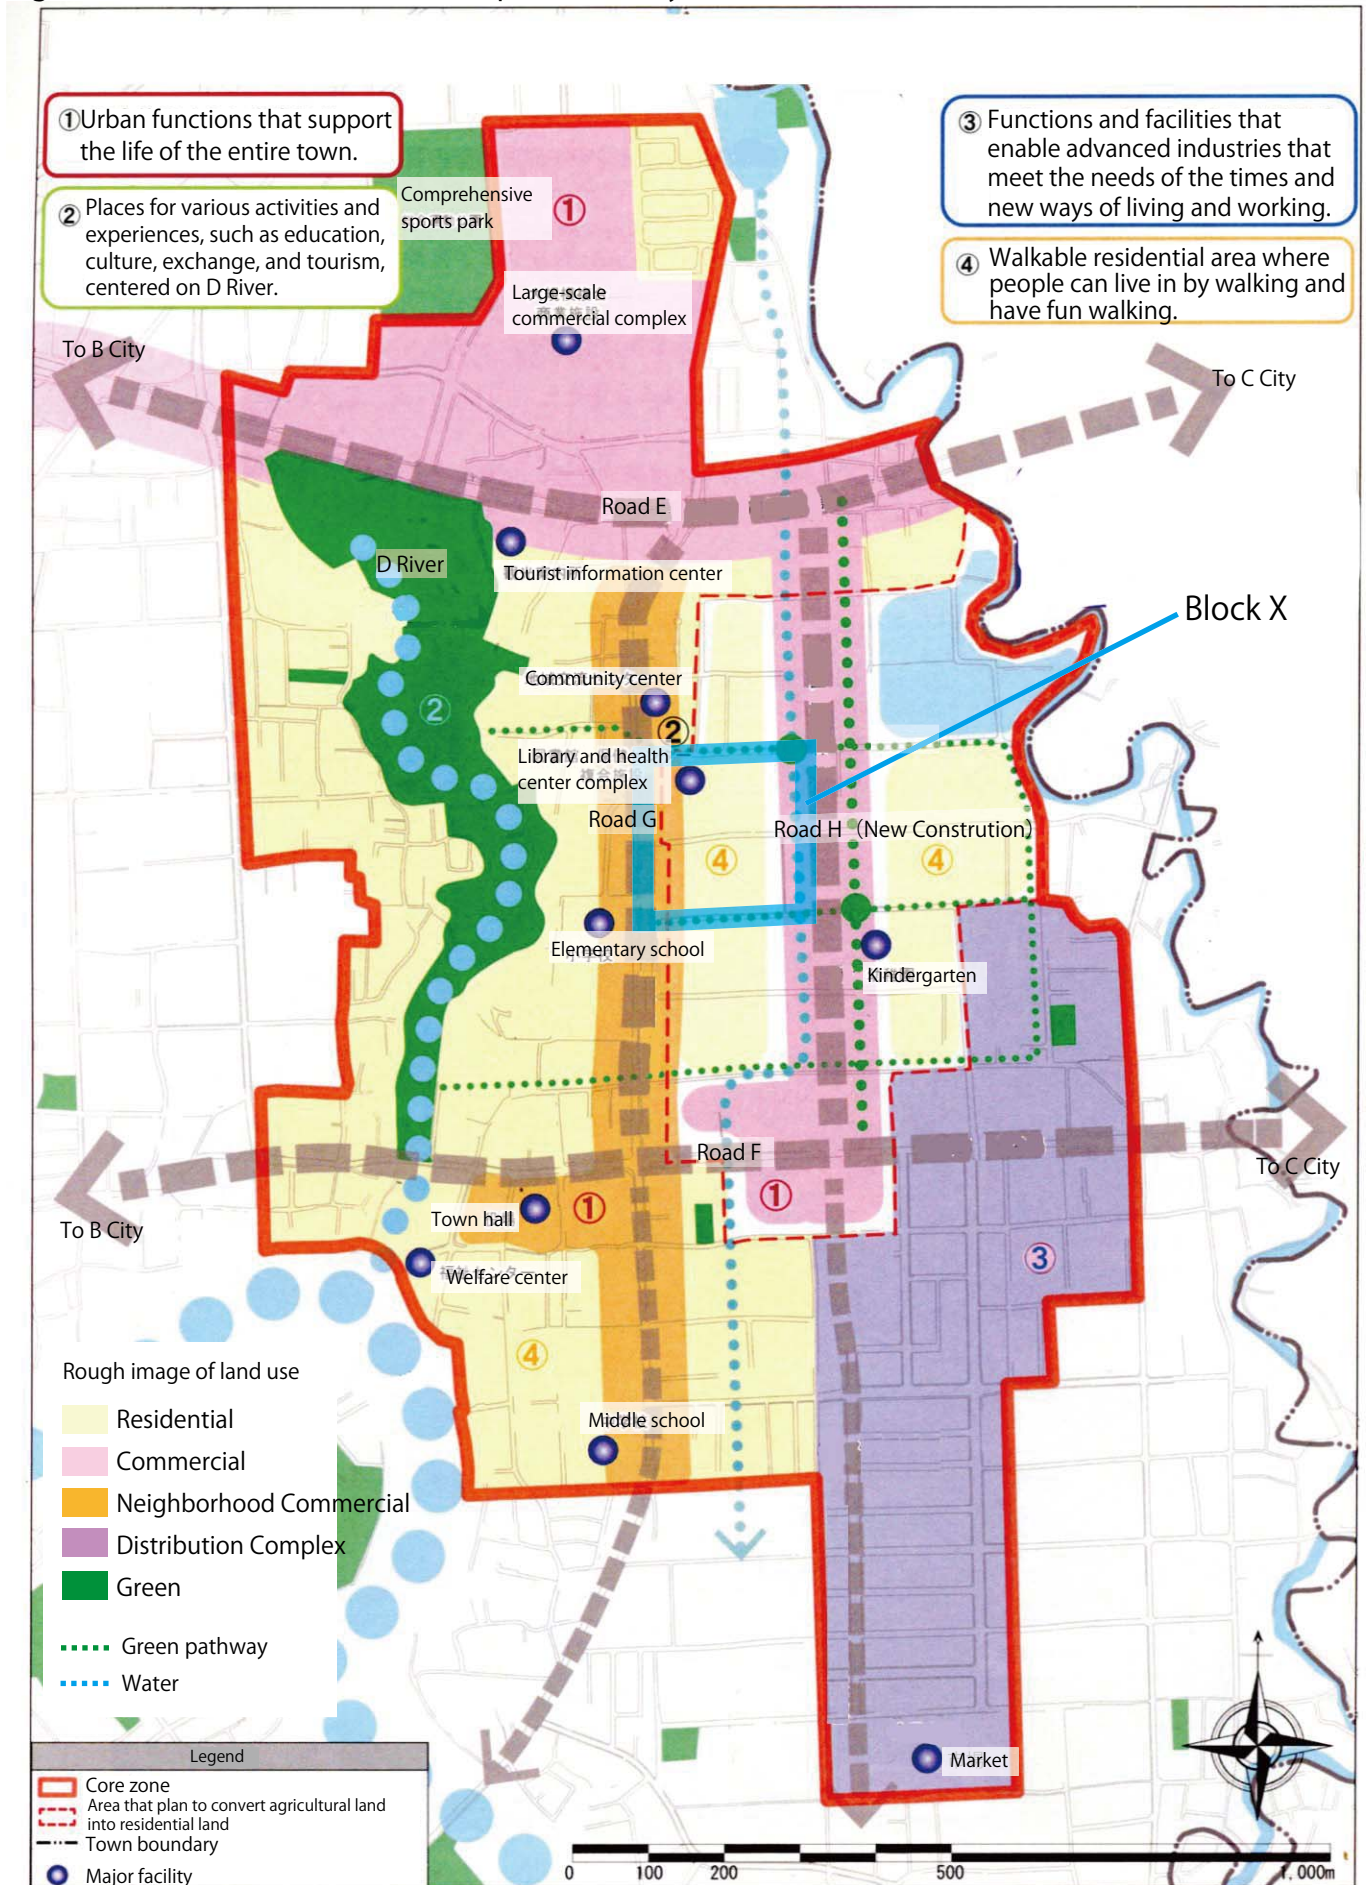 ①Urban functions that support
the life of the entire town.
② Places for various activities and
experiences, such as education,
culture, exchange, and tourism,
centered on D River.
③ Functions and facilities that
enable advanced industries that
meet the needs of the times and
new ways of living and working.
④ Walkable residential area where
people can live in by walking and
have fun walking.
Comprehensive
sports park
①
Large-scale
commercial complex
To B City
To C City
Road E
D River
Tourist information center
Block X
Community center
②
②
Library and health
center complex
Road G
Road H (New Constrution)
④
④
Elementary school
Kindergarten
Road F
To C City
To B City
Town hall
①
①
③
Welfare center
④
Middle school
Market
Rough image of land use
Residential
Commercial
Neighborhood Commercial
Distribution Complex
Green
Green pathway
Water
Legend
Core zone
Area that plan to convert agricultural land
into residential land
Town boundary
Major facility
0 100 200 500 1,000m